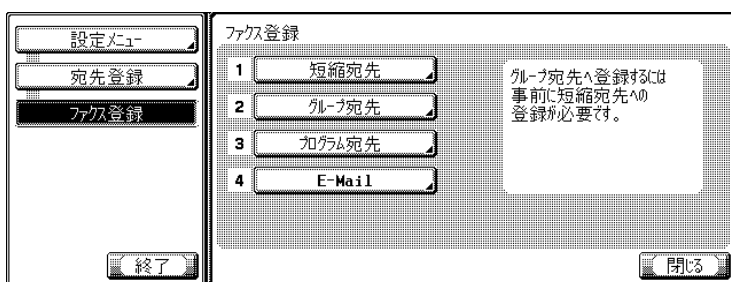 設定ﾒﾆｭｰ
宛先登録
ﾌｧｸｽ登録
終了
ﾌｧｸｽ登録
1 短縮宛先
2 ｸﾞﾙｰﾌﾟ宛先
3 ﾌﾟﾛｸﾞﾗﾑ宛先
4 E-Mail
ｸﾞﾙｰﾌﾟ宛先へ登録するには
事前に短縮宛先への
登録が必要です。
閉じる